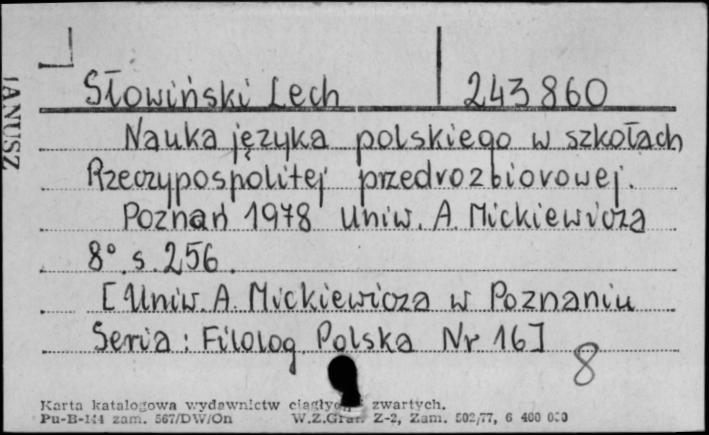 JANUSZ
Słowiński Lech 243860
Nauka języka polskiego w szkołach
Rzeczypospolitej przedrozbiorowej.
Poznań 1978 Uniw. A. Mickiewicza
8°. s. 256.
[Uniw. A. Mickiewicza w Poznaniu
Seria: Filolog Polska Nr 16]
8
Karta katalogowa wydawnictw ciągłych zwartych.
Pu-B-144 zam. 567/DW/On W.Z.Graf. Z-2, Zam. 502/77, 6 400 000